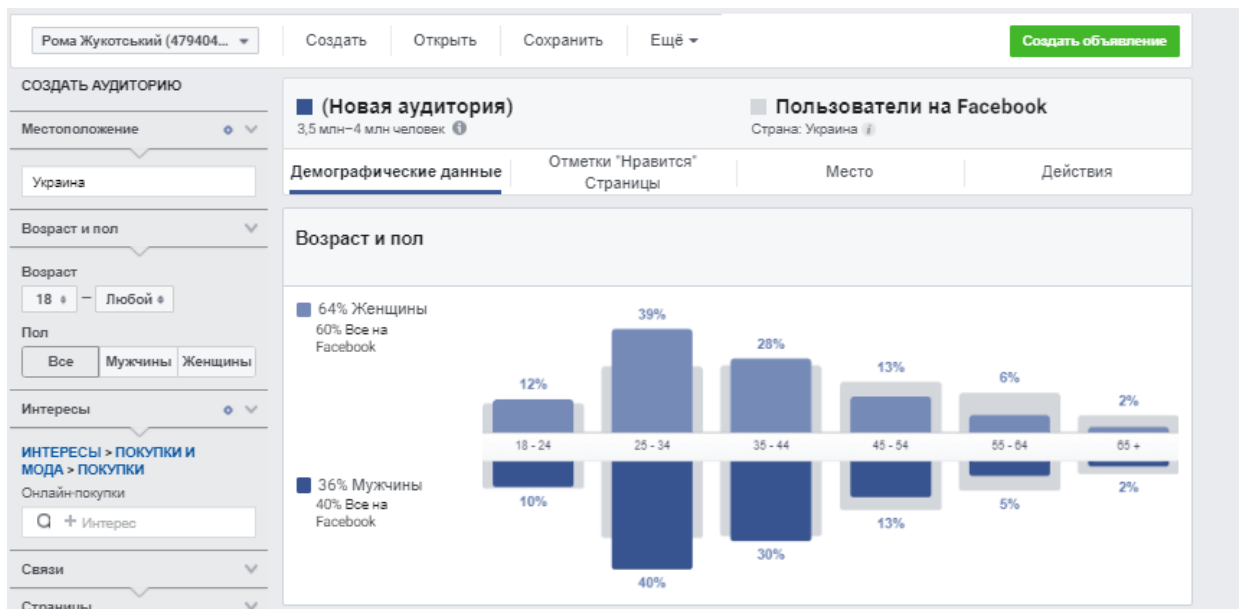 Рома Жукотський (479404...
Создать
Открыть
Сохранить
Ещё
Создать объявление
СОЗДАТЬ АУДИТОРИЮ
Местоположение
Украина
Возраст и пол
Возраст
18 – Любой
Пол
Все
Мужчины
Женщины
Интересы
ИНТЕРЕСЫ > ПОКУПКИ И
МОДА > ПОКУПКИ
Онлайн-покупки
+ Интерес
Связи
Страницы
(Новая аудитория)
3,5 млн–4 млн человек
Пользователи на Facebook
Страна: Украина
Демографические данные
Отметки "Нравится"
Страницы
Место
Действия
Возраст и пол
64% Женщины
60% Все на
Facebook
12%
39%
28%
13%
6%
2%
18 - 24
25 - 34
35 - 44
45 - 54
55 - 64
65 +
36% Мужчины
40% Все на
Facebook
10%
40%
30%
13%
5%
2%